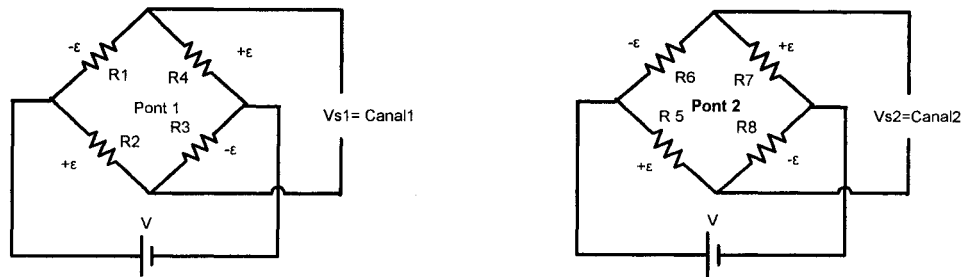 -ε
+ε
R1
R4
Pont 1
Vs1= Canal1
R2
R3
+ε
-ε
V
-ε
+ε
R6
R7
Pont 2
Vs2=Canal2
R 5
R8
+ε
-ε
V